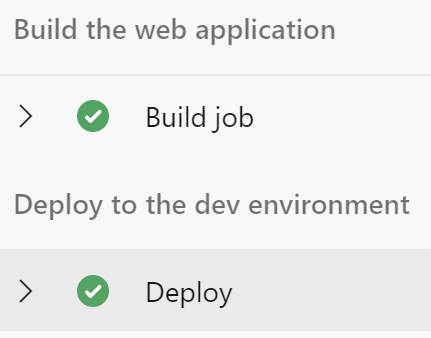 Build the web application
Build job
Deploy to the dev environment
Deploy